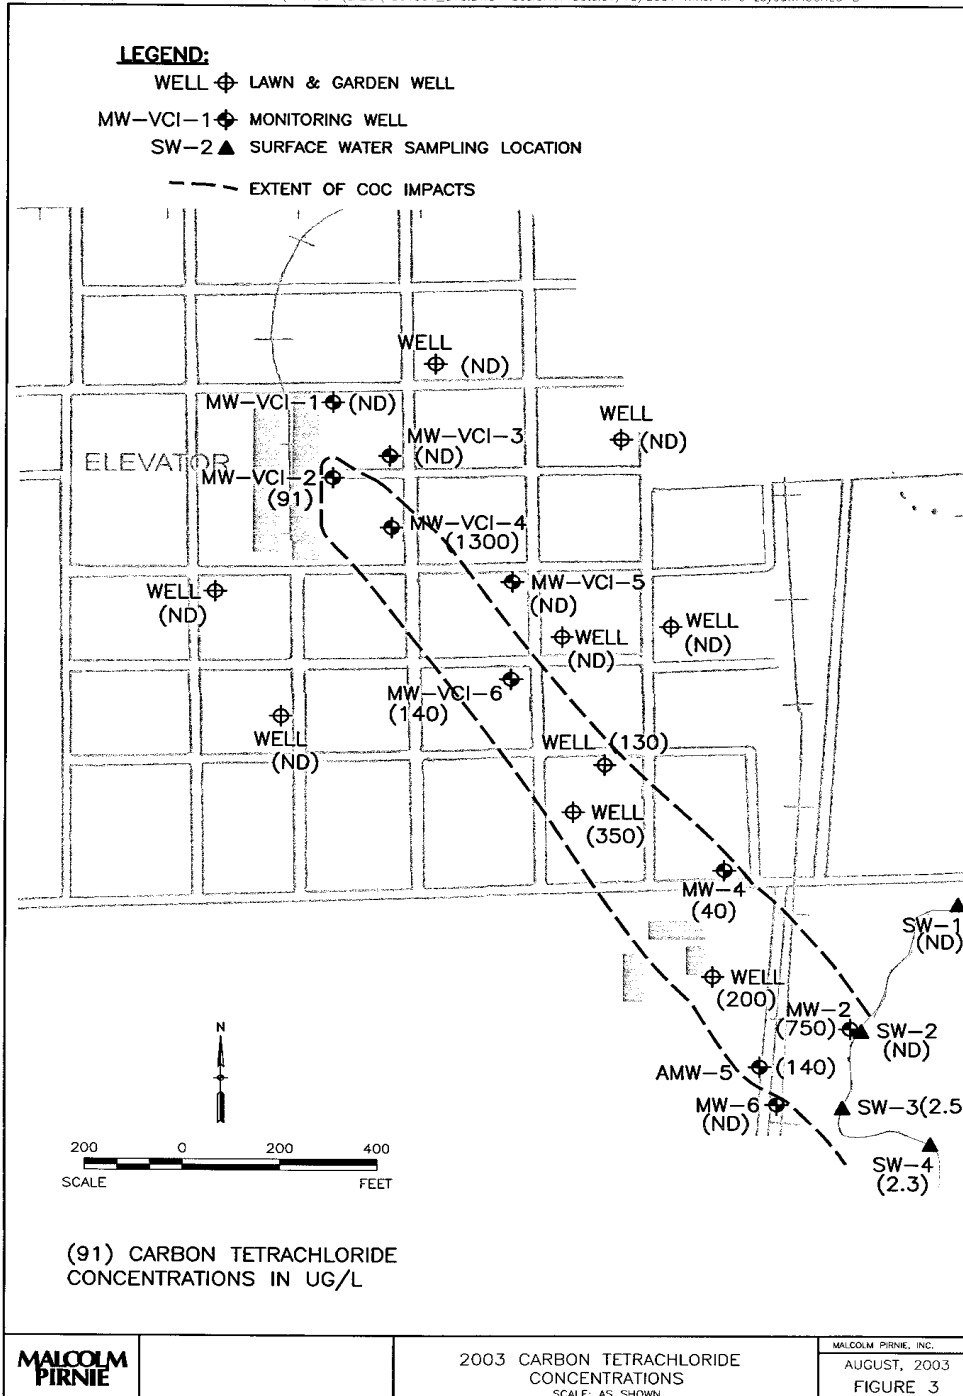 LEGEND:
WELL LAWN & GARDEN WELL
MW-VCI-1 MONITORING WELL
SW-2 SURFACE WATER SAMPLING LOCATION
EXTENT OF COC IMPACTS
WELL
(ND)
MW-VCI-1 (ND)
WELL
(ND)
MW-VCI-3
(ND)
ELEVATOR
MW-VCI-2
(91)
MW-VCI-4
(1300)
WELL
(ND)
MW-VCI-5
(ND)
WELL
(ND)
WELL
(ND)
MW-VCI-6
(140)
WELL
(ND)
WELL (130)
WELL
(350)
MW-4
(40)
SW-1
(ND)
WELL
(200)
MW-2
(750)
SW-2
(ND)
AMW-5 (140)
MW-6
(ND)
SW-3(2.5
SW-4
(2.3)
N
200 0 200 400
SCALE FEET
(91) CARBON TETRACHLORIDE
CONCENTRATIONS IN UG/L
MALCOLM
PIRNIE
2003 CARBON TETRACHLORIDE
CONCENTRATIONS
SCALE: AS SHOWN
MALCOLM PIRNIE, INC.
AUGUST, 2003
FIGURE 3